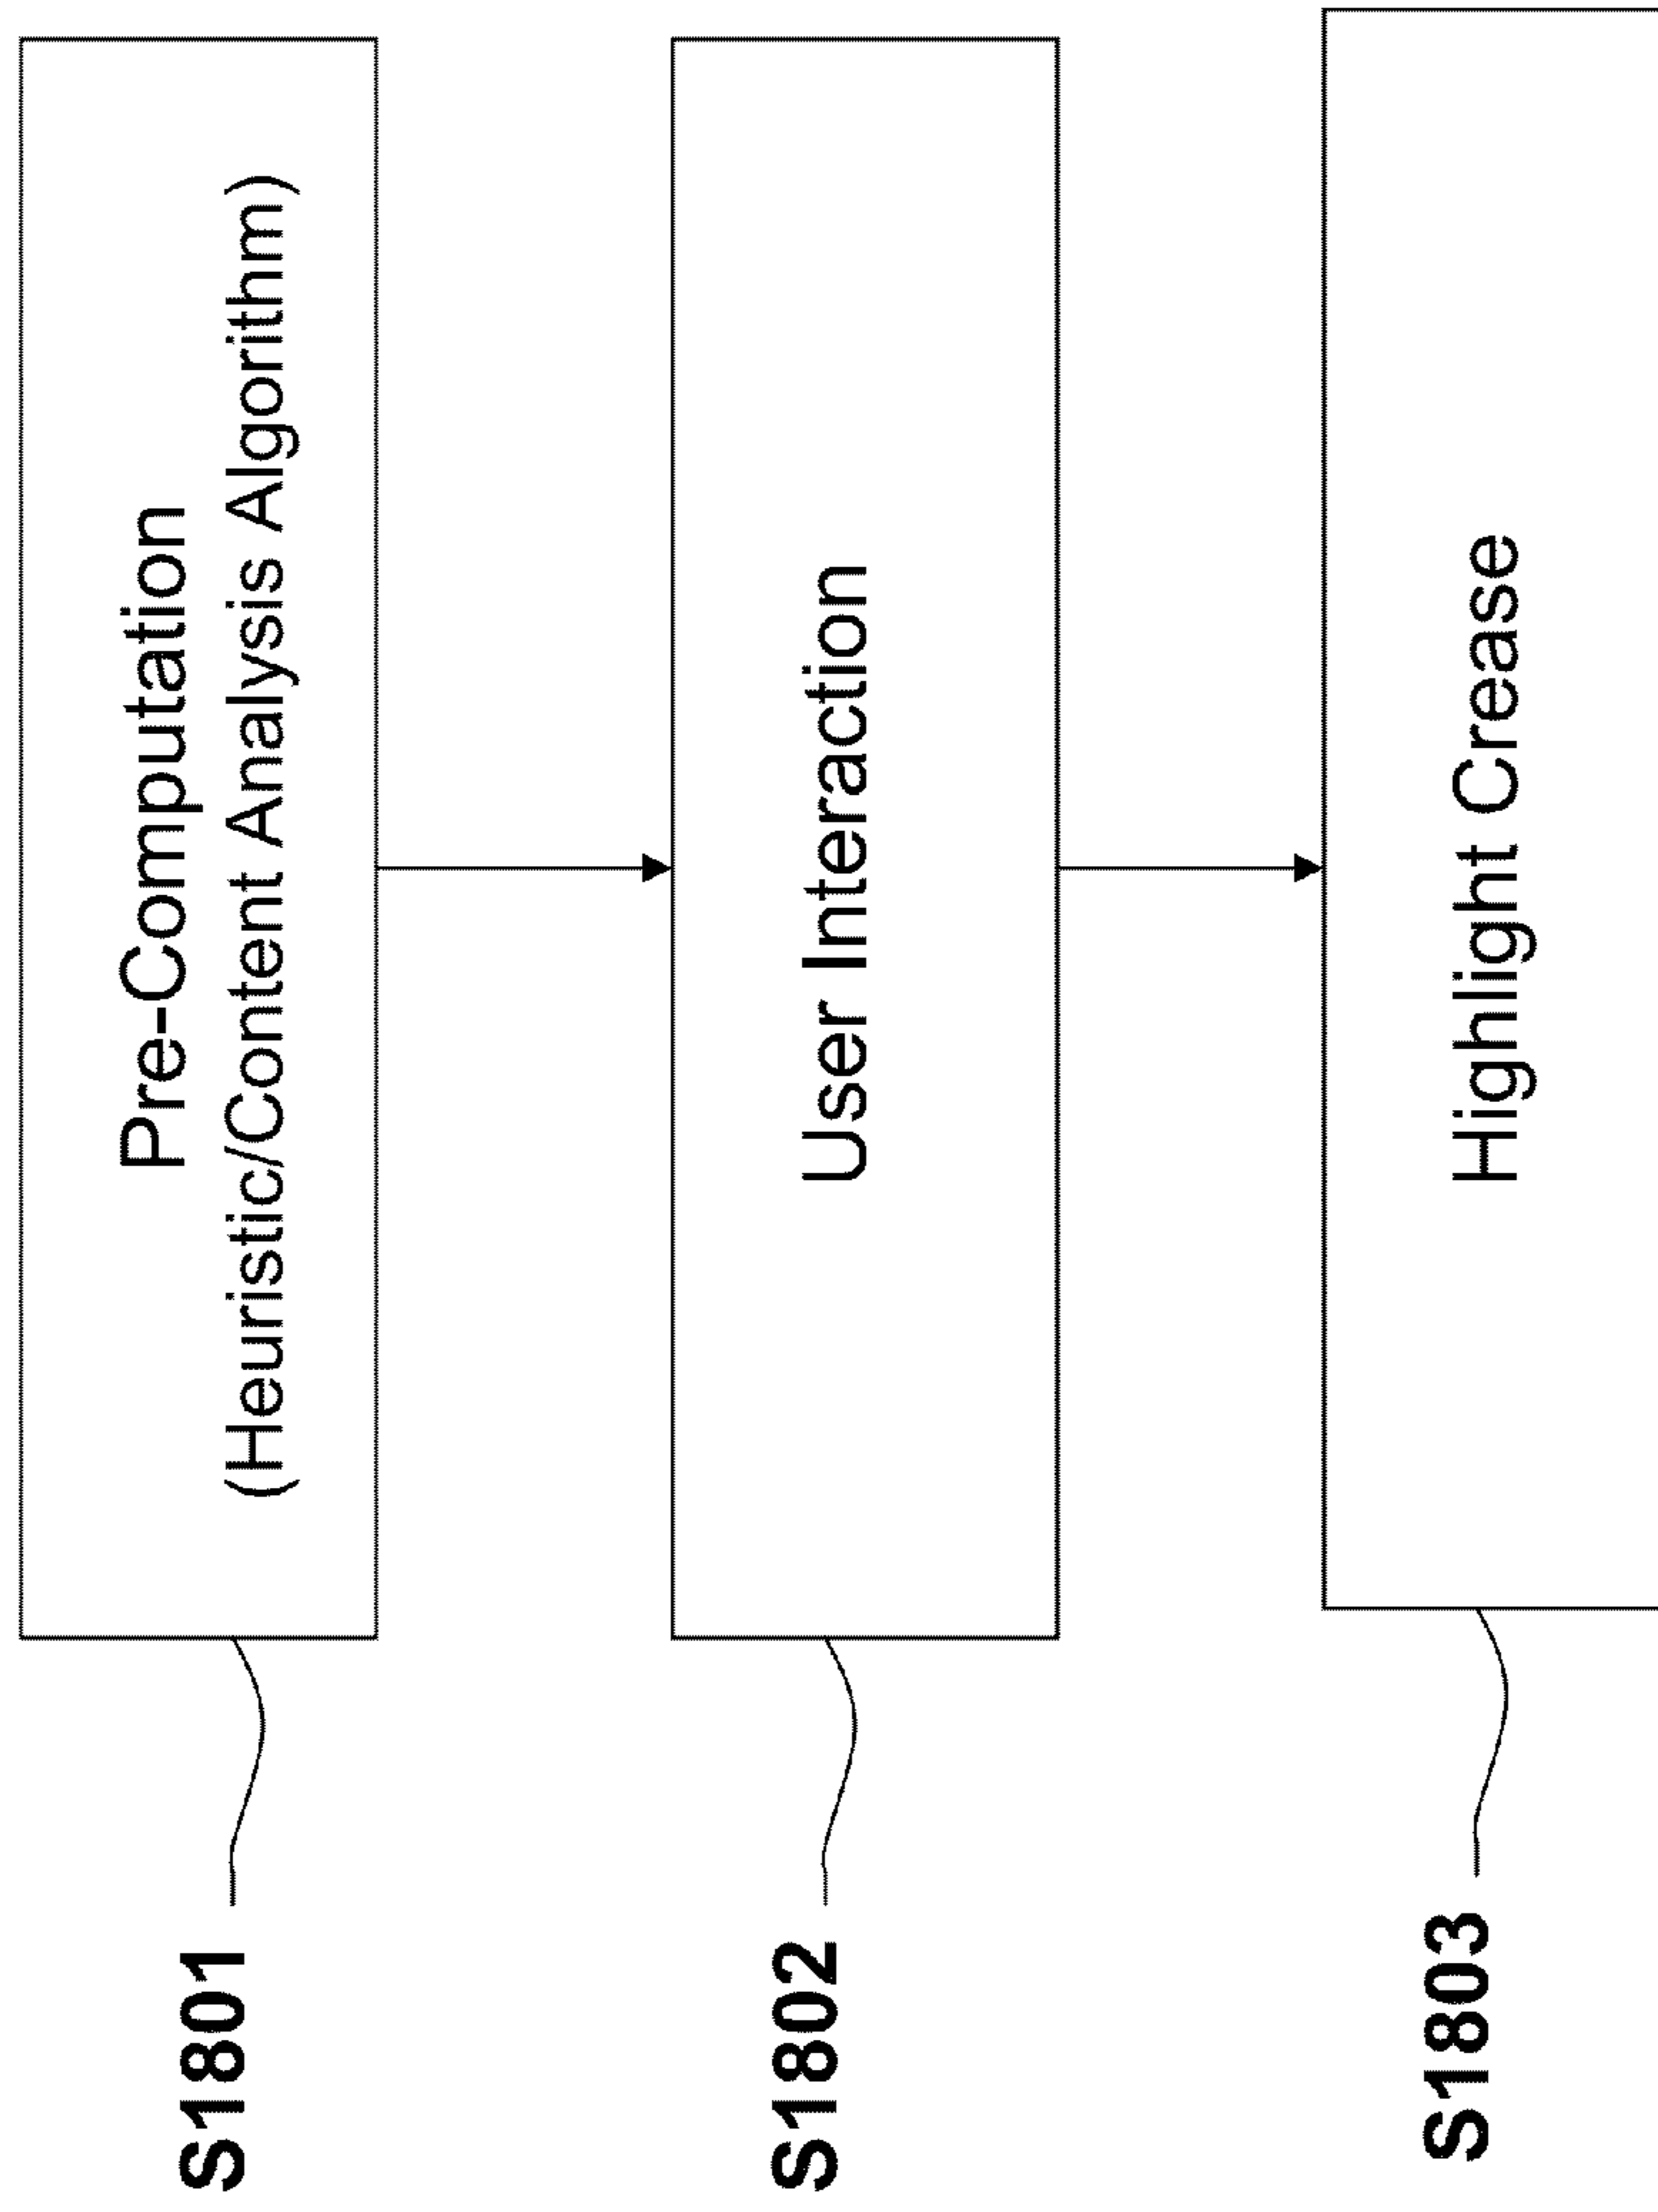 S1801
Pre-Computation
(Heuristic/Content Analysis Algorithm)
S1802
User Interaction
S1803
Highlight Crease